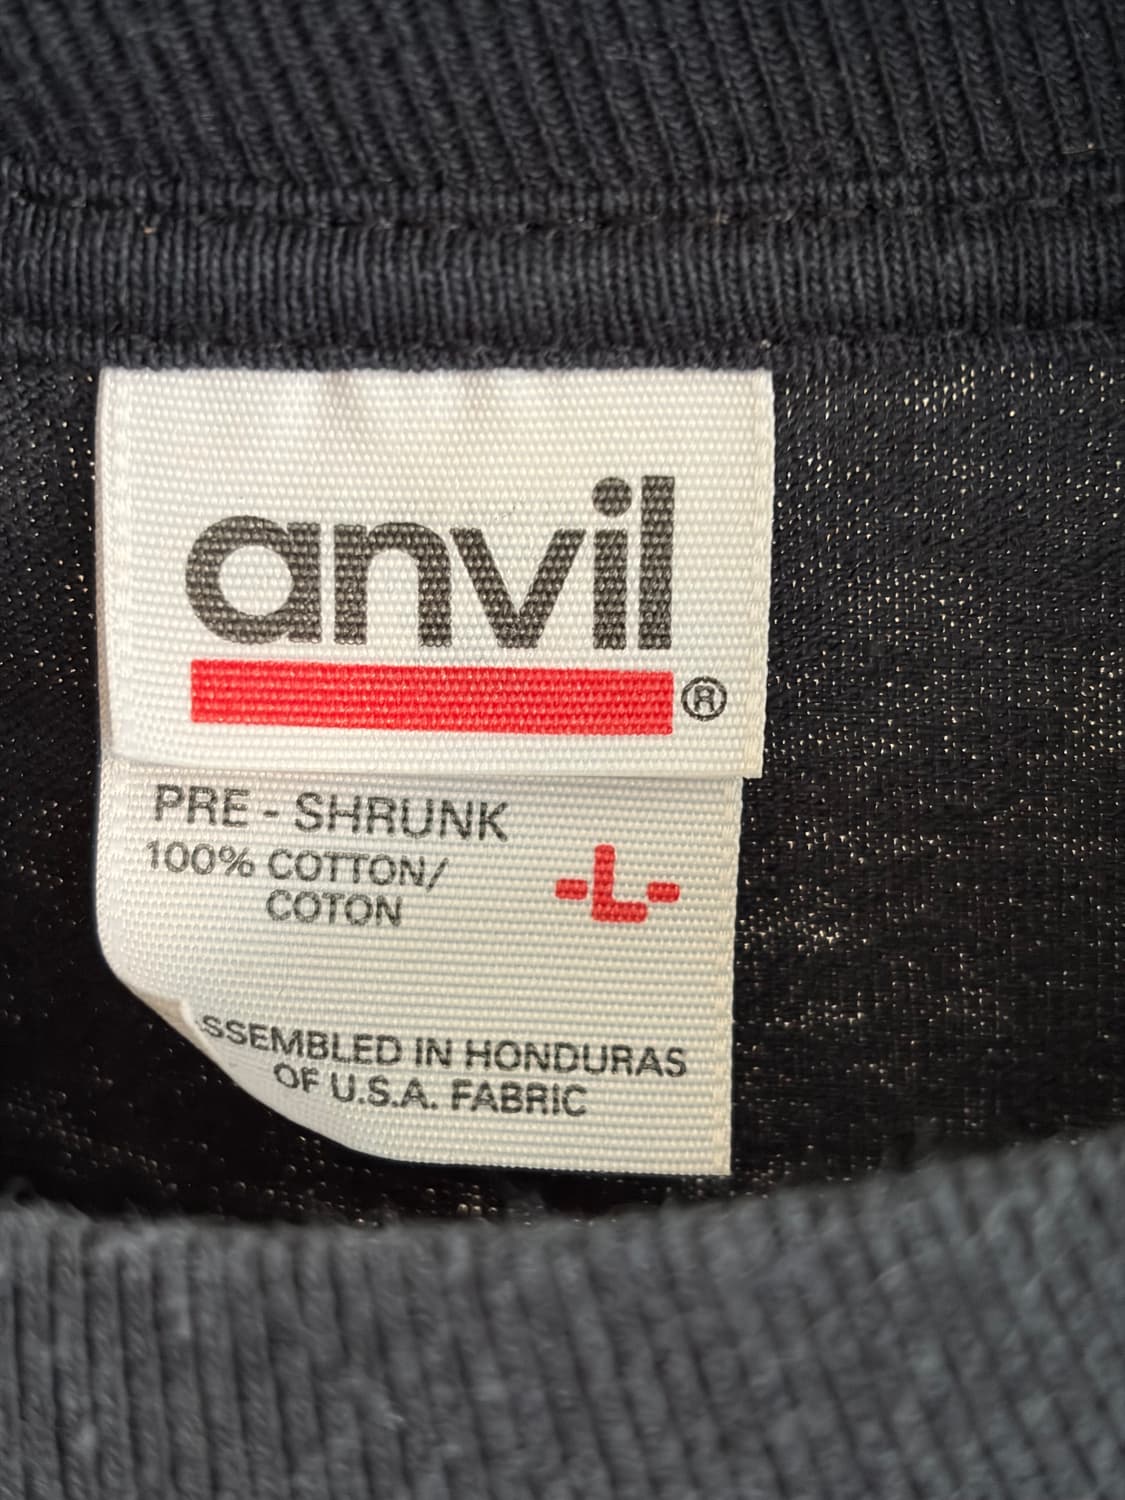 anvil
®
PRE - SHRUNK
100% COTTON/
COTON
-L-
SSEMBLED IN HONDURAS
OF U.S.A. FABRIC